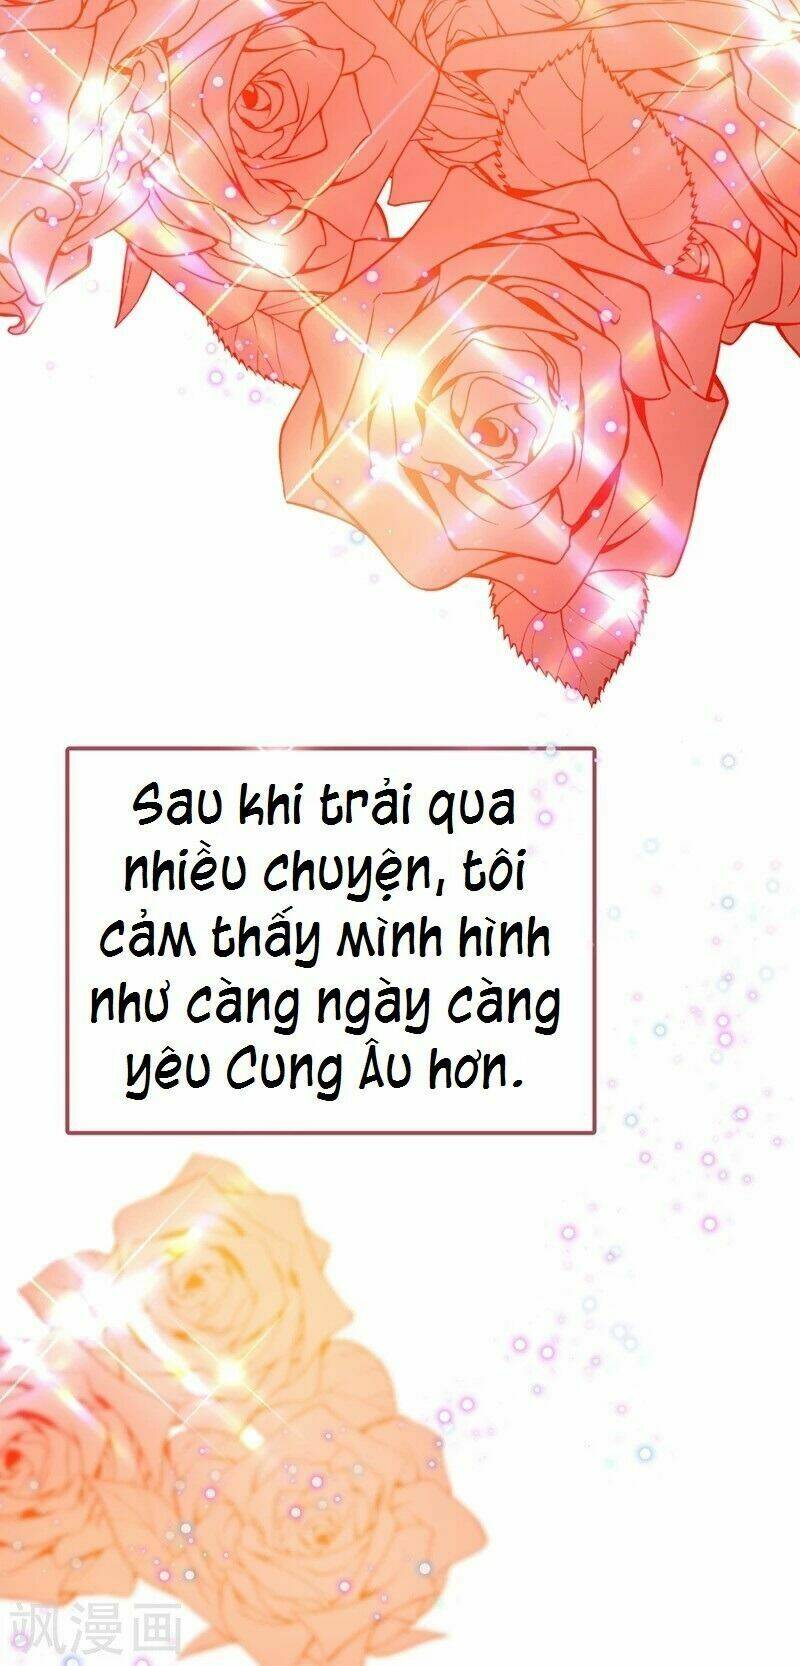 Sau khi trải qua
nhiều chuyện, tôi
cảm thấy mình hình
như càng ngày càng
yêu Cung Âu hơn.
飒漫画